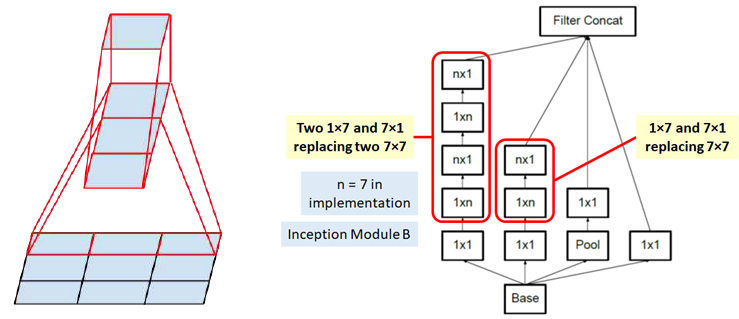 Filter Concat
nx1
1xn
nx1
1xn
1x1
nx1
1xn
1x1
1x1
Pool
1x1
Base
Two 1×7 and 7×1
replacing two 7×7
1×7 and 7×1
replacing 7×7
n = 7 in
implementation
Inception Module B